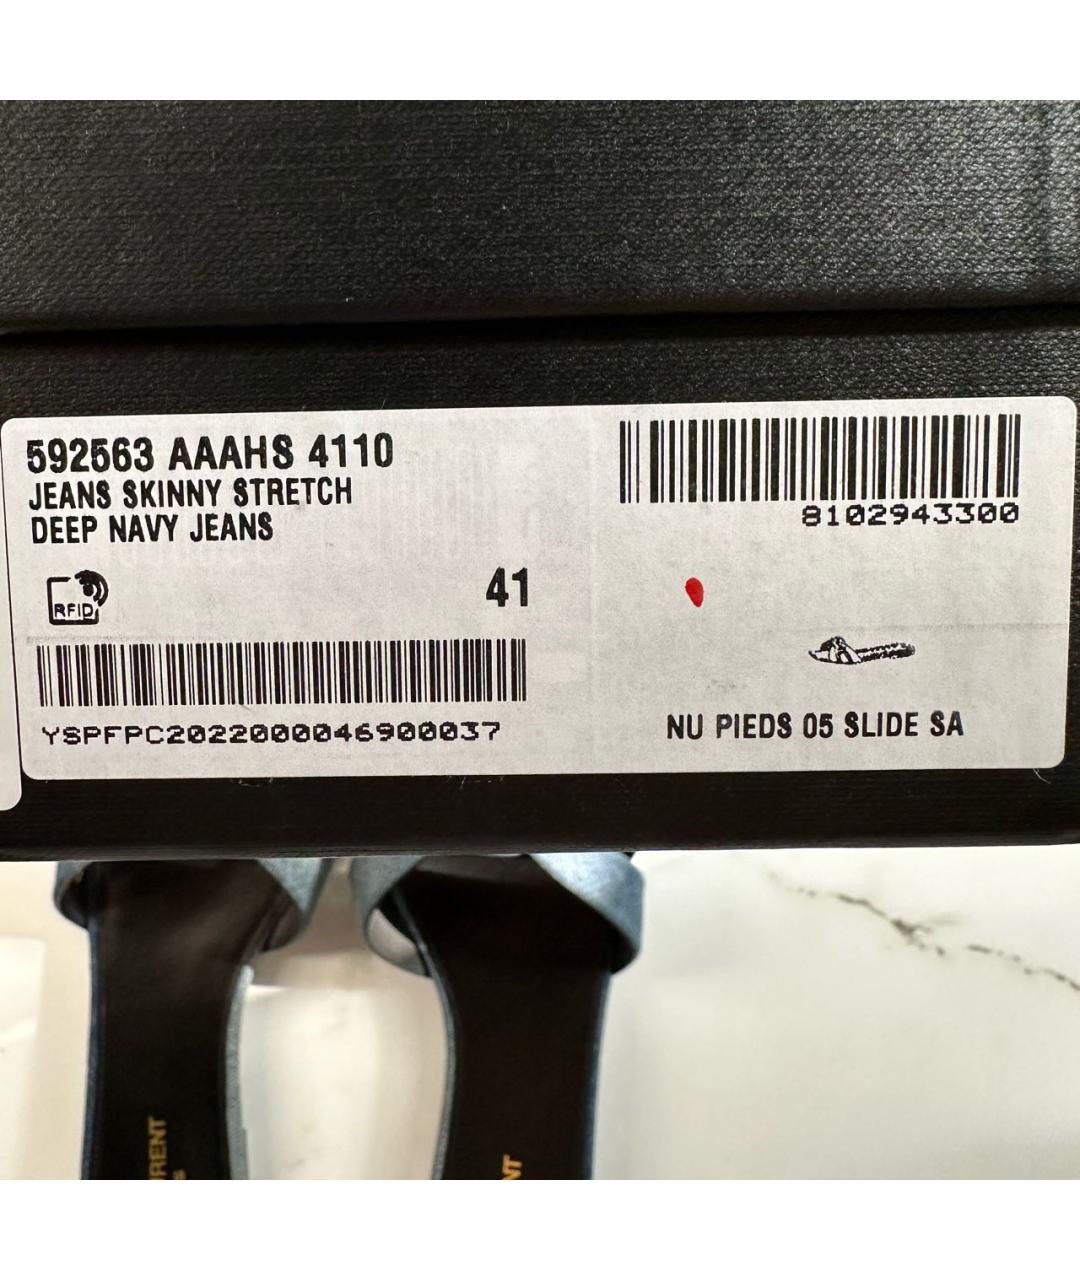 592563 AAAHS 4110
JEANS SKINNY STRETCH
DEEP NAVY JEANS
RFID
41
YSPFPC2022000046900037
8102943300
NU PIEDS 05 SLIDE SA